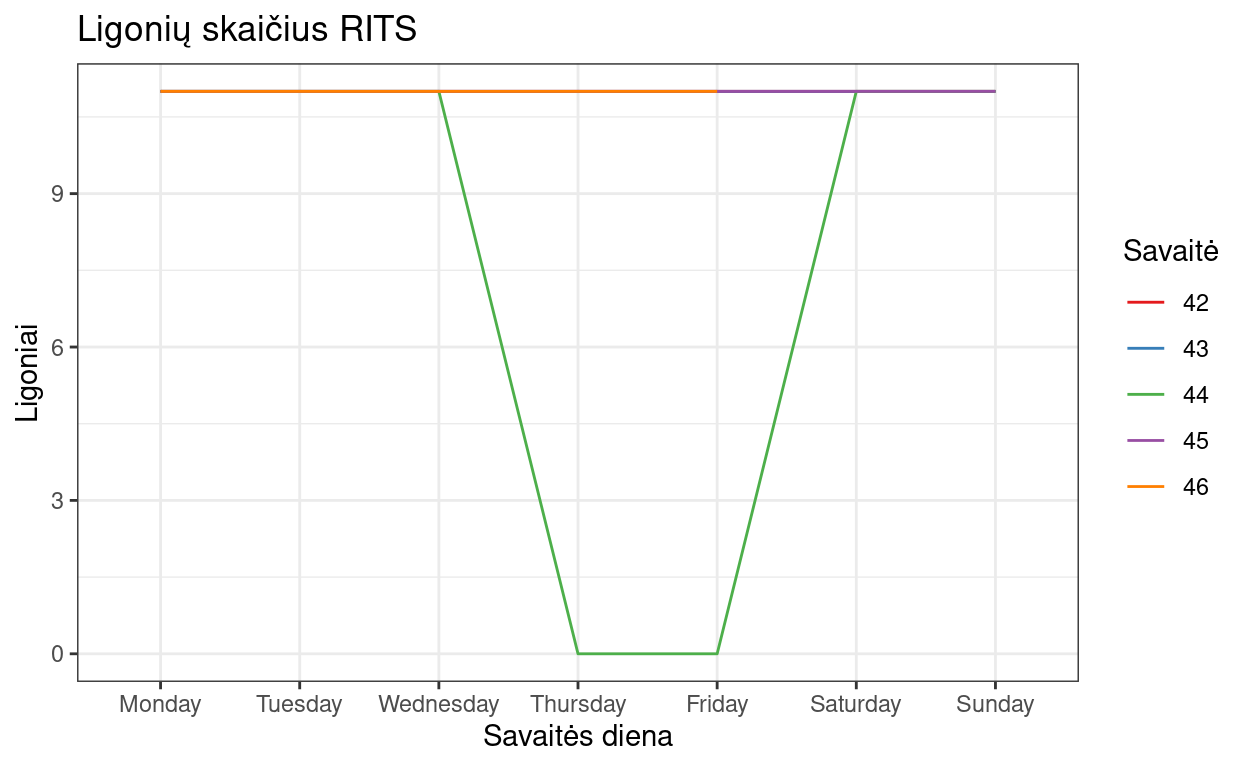 Ligonių skaičius RITS
Ligoniai
9
6
3
0
Monday Tuesday Wednesday Thursday Friday Saturday Sunday
Savaitės diena
Savaitė
42
43
44
45
46